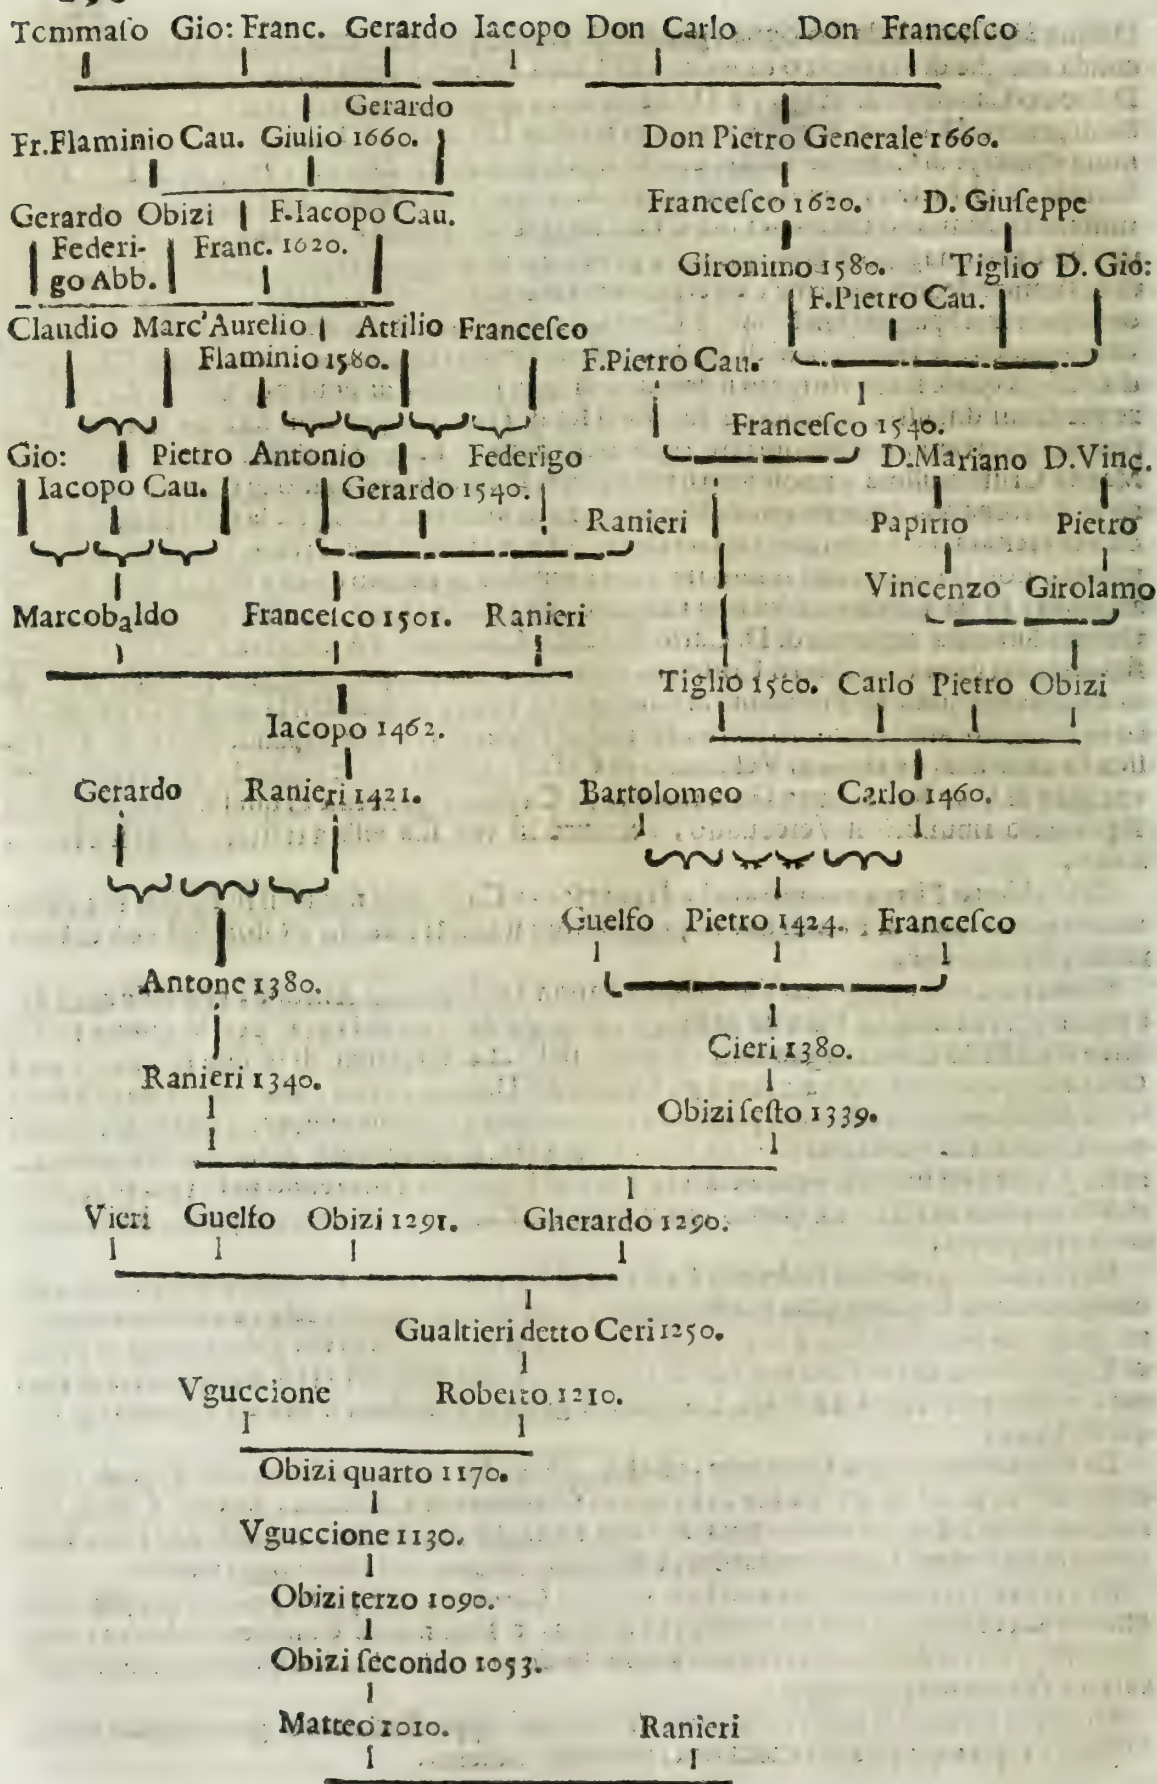 Temmaſo Gio: Franc. Gerardo Iacopo Don Carlo Don Franceſco
Gerardo
Fr.Flaminio Cau. Giulio 1660. Don Pietro Generale 1660.
Gerardo Obizi F.Iacopo Cau. Franceſco 1620. D. Giuſeppe
Federi- Franc. 1620.
go Abb. Gironimo 1580. Tiglio D. Gio:
F.Pietro Cau.
Claudio Marc'Aurelio Attilio Franceſco
Flaminio 1580. F.Pietro Cau.
Franceſco 1540.
Gio: Pietro Antonio Federigo D.Mariano D.Vinç.
Iacopo Cau. Gerardo 1540.
Ranieri Papirio Pietro
Vincenzo Girolamo
Marcobaldo Franceſco 1501. Ranieri
Tiglio Carlo Pietro Obizi
Iacopo 1462.
Gerardo Ranieri 1421. Bartolomeo Carlo 1460.
Guelfo Pietro 1424. Franceſco
Antone 1380.
Cieri 1380.
Ranieri 1340.
Obizi ſeſto 1339.
Vieri Guelfo Obizi 1291. Gherardo 1290.
Gualtieri detto Ceri 1250.
Vguccione Roberto 1210.
Obizi quarto 1170.
Vguccione 1130.
Obizi terzo 1090.
Obizi ſecondo 1053.
Matteo 1010. Ranieri